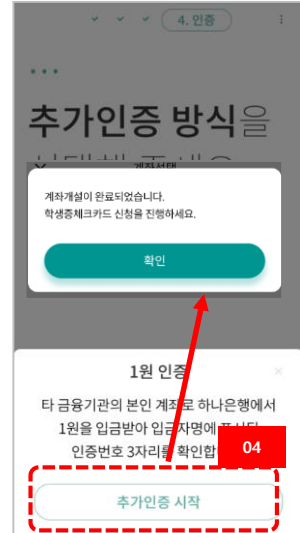 4. 인증
추가인증 방식을
계좌선택
계좌개설이 완료되었습니다.
학생증체크카드 신청을 진행하세요.
확인
1원 인증
타 금융기관의 본인 계좌로 하나은행에서
1원을 입금받아 입금자명에
인증번호 3자리를 확인합
04
추가인증 시작